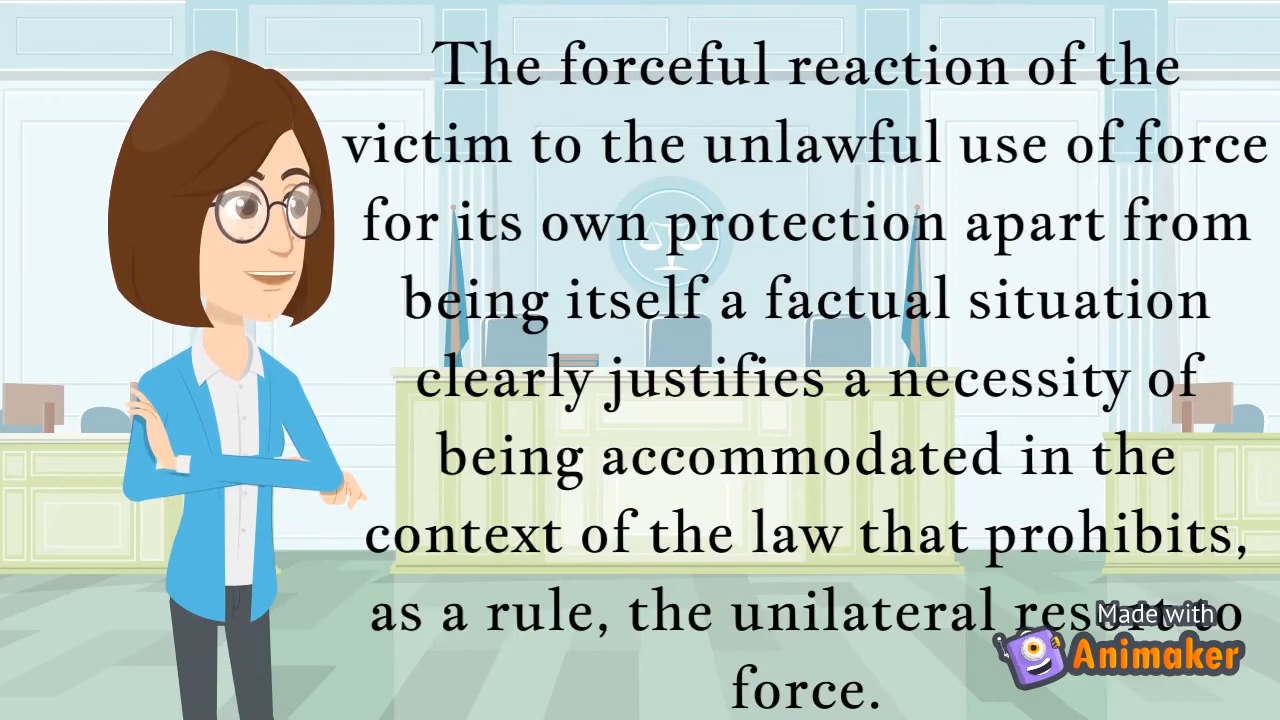 The forceful reaction of the
victim to the unlawful use of force
for its own protection apart from
being itself a factual situation
clearly justifies a necessity of
being accommodated in the
context of the law that prohibits,
as a rule, the unilateral resort to
force.
Made with
Animaker